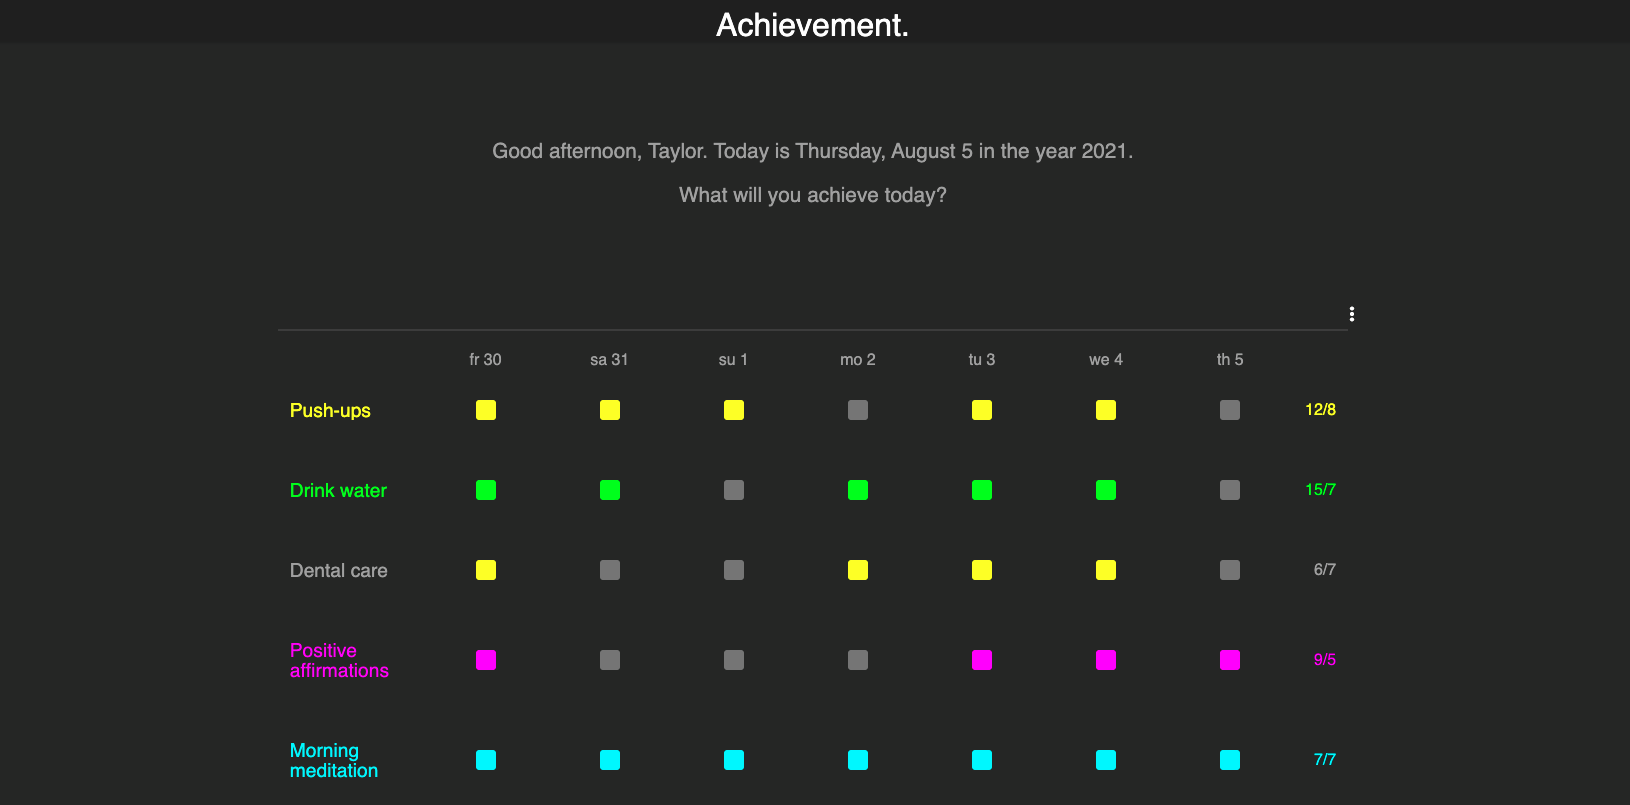 Achievement.
Good afternoon, Taylor. Today is Thursday, August 5 in the year 2021.
What will you achieve today?
fr 30 sa 31 su 1 mo 2 tu 3 we 4 th 5
Push-ups 12/8
Drink water 15/7
Dental care 6/7
Positive
affirmations 9/5
Morning
meditation 7/7